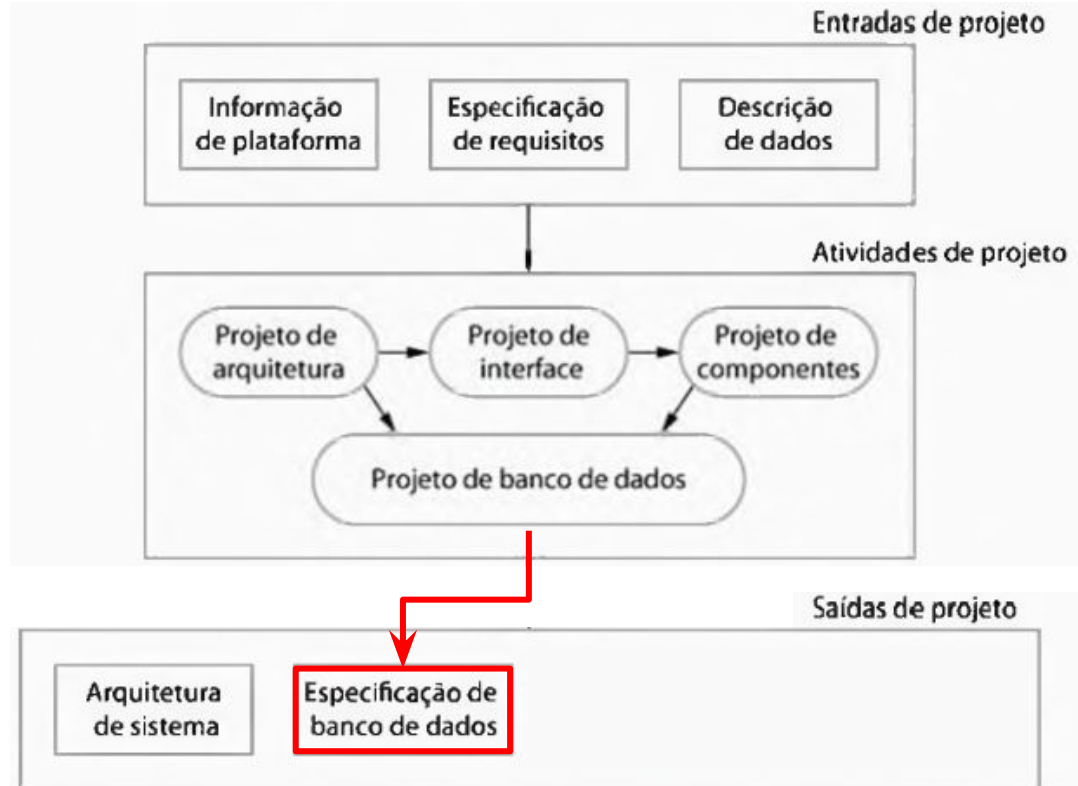 Entradas de projeto
Informação
de plataforma
Especificação
de requisitos
Descrição
de dados
Atividades de projeto
Projeto de
arquitetura
Projeto de
interface
Projeto de
componentes
Projeto de banco de dados
Saídas de projeto
Arquitetura
de sistema
Especificação de
banco de dados